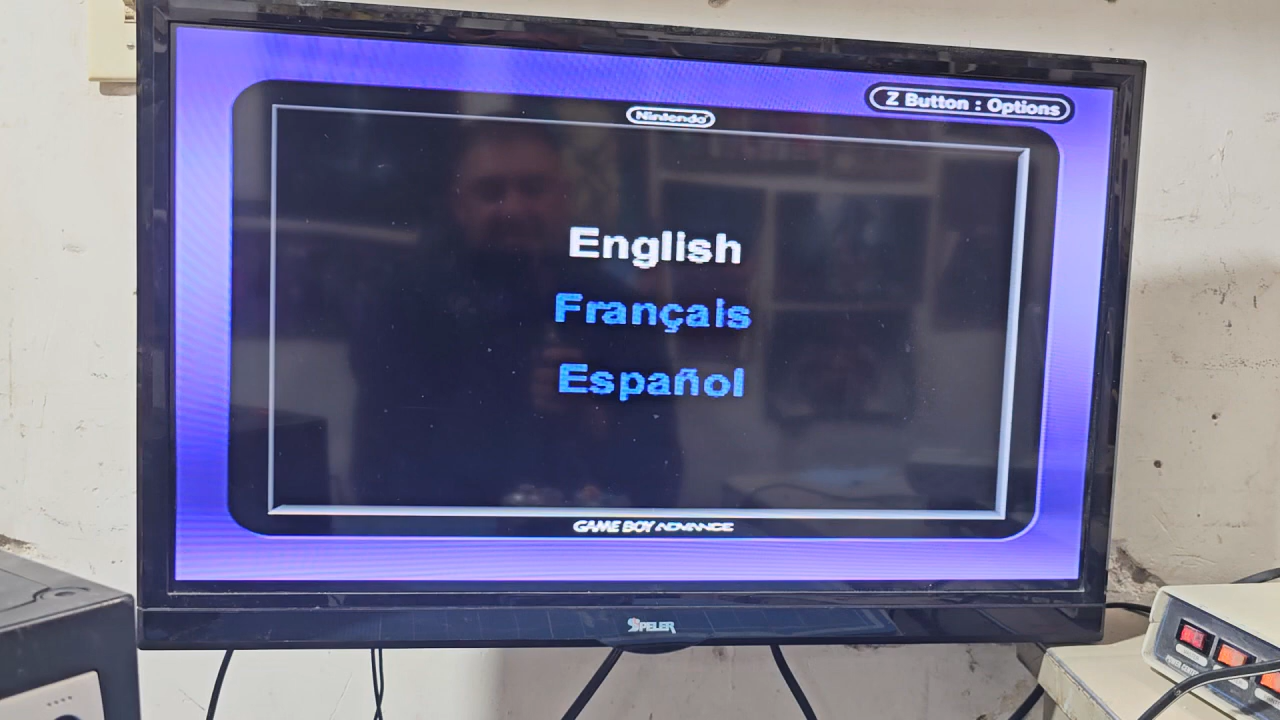 Z Button : Options
Nintendo
English
Français
Español
GAME BOY ADVANCE
SPELER